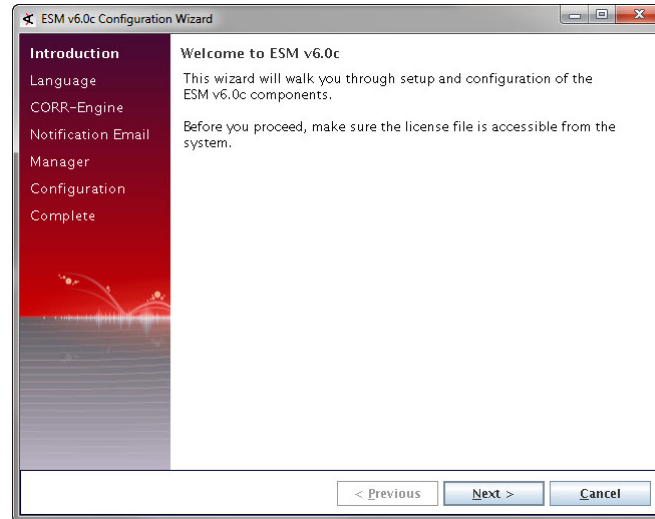 ESM v6.0c Configuration Wizard
Introduction
Language
CORR-Engine
Notification Email
Manager
Configuration
Complete
Welcome to ESM v6.0c
This wizard will walk you through setup and configuration of the
ESM v6.0c components.
Before you proceed, make sure the license file is accessible from the
system.
< Previous
Next >
Cancel